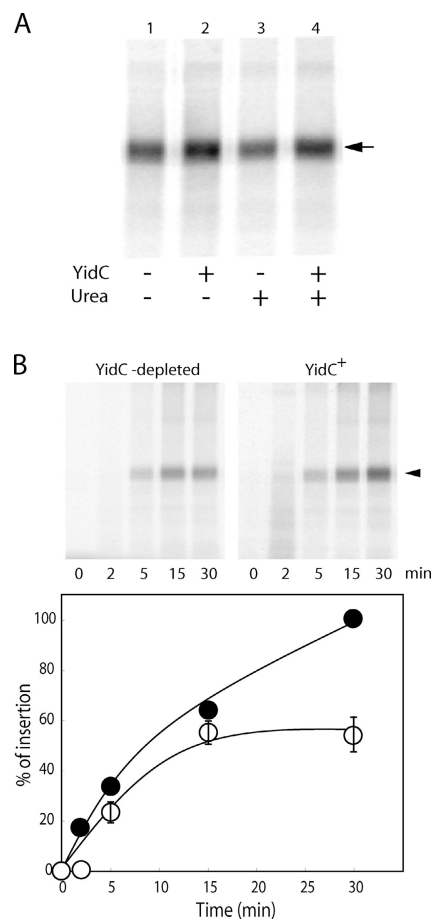 A
1 2 3 4
YidC - + - +
Urea - - + +
B
YidC -depleted YidC+
0 2 5 15 30 0 2 5 15 30 min
100
80
60
40
20
0
% of insertion
0 5 10 15 20 25 30
Time (min)